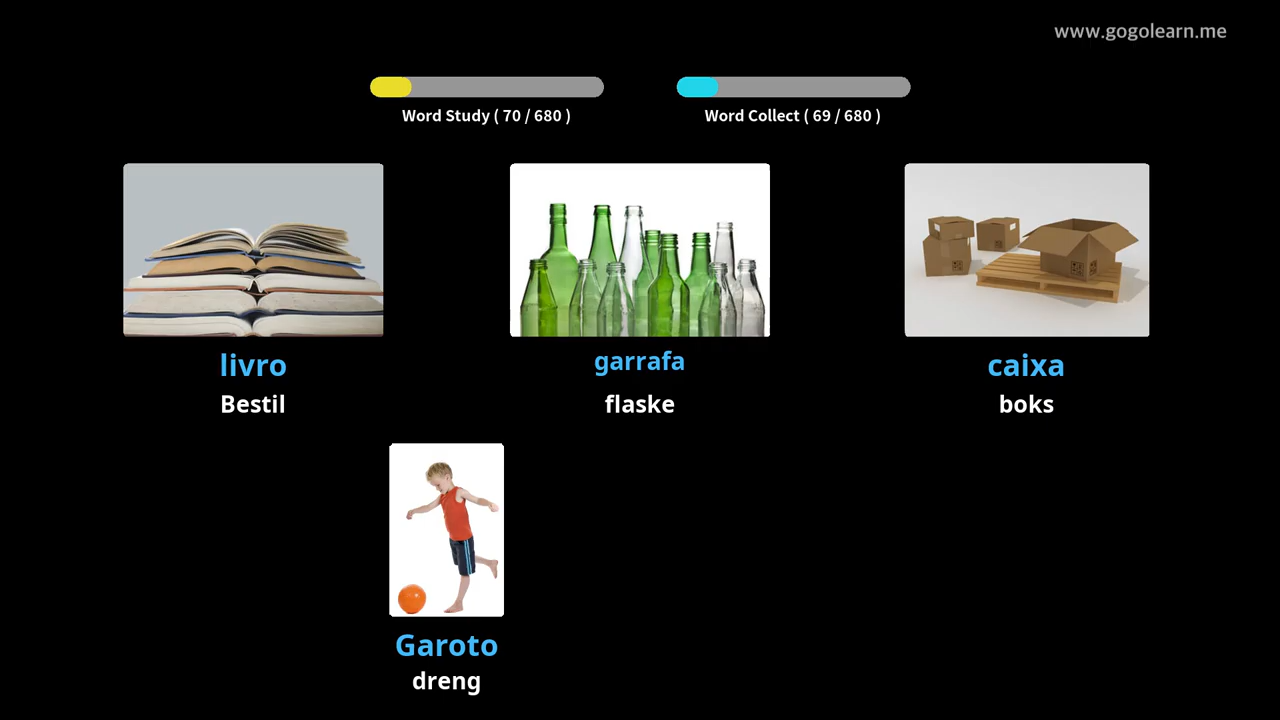 www.gogolearn.me
Word Study ( 70 / 680 )
Word Collect ( 69 / 680 )
livro
Bestil
garrafa
flaske
caixa
boks
Garoto
dreng